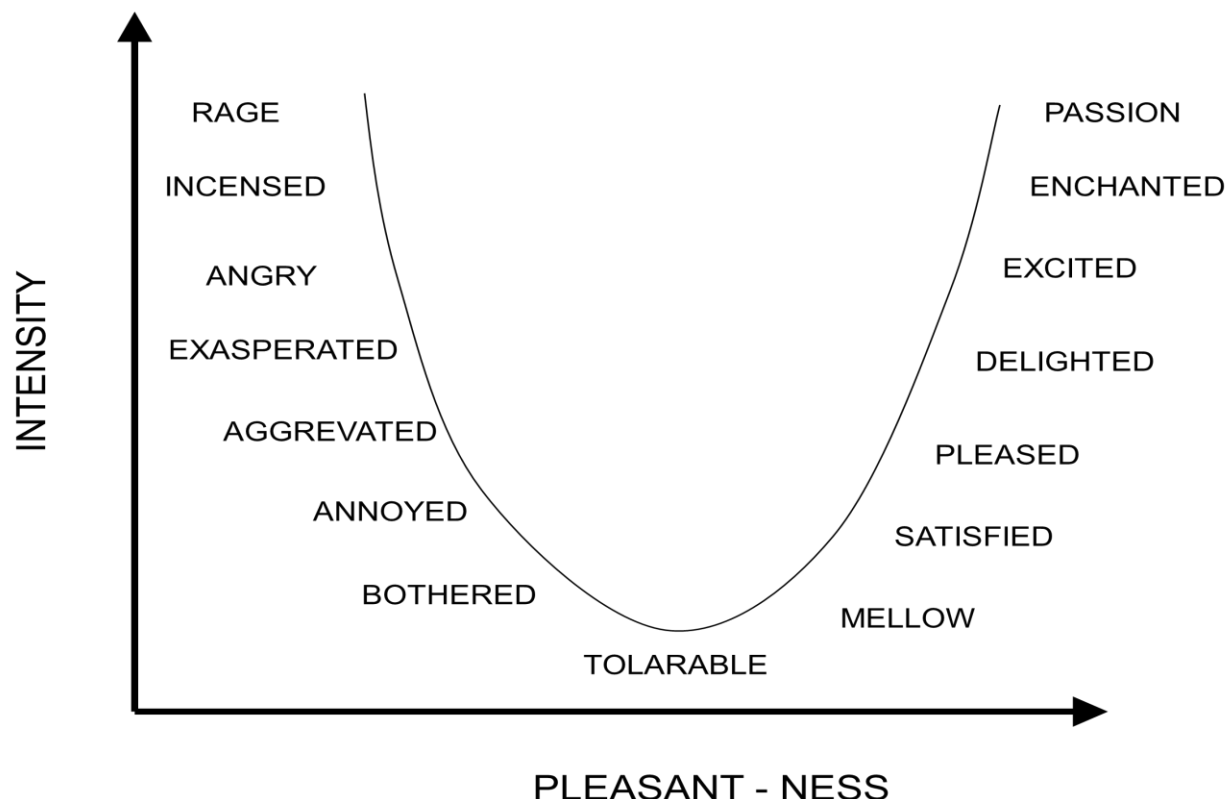 RAGE
PASSION
INCENSED
ENCHANTED
ANGRY
EXCITED
EXASPERATED
DELIGHTED
AGGREVATED
PLEASED
ANNOYED
SATISFIED
BOTHERED
MELLOW
TOLARABLE
INTENSITY
PLEASANT - NESS